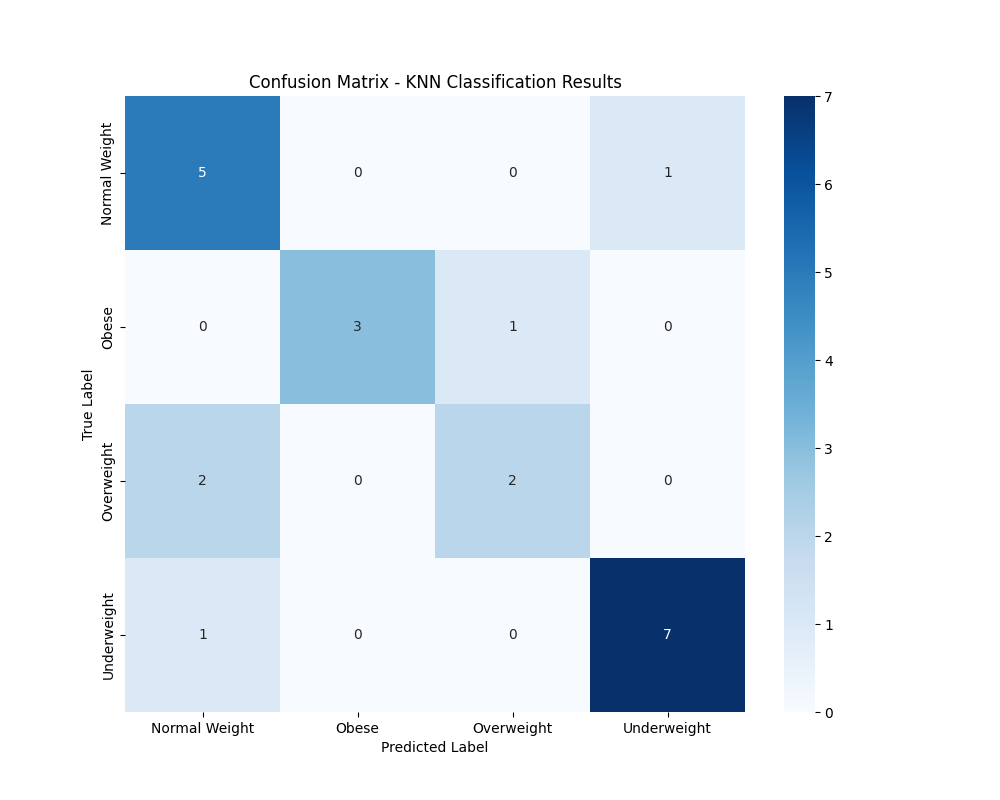 Confusion Matrix - KNN Classification Results
True Label
Normal Weight
5 0 0 1
Obese
0 3 1 0
Overweight
2 0 2 0
Underweight
1 0 0 7
Normal Weight Obese Overweight Underweight
Predicted Label
7
6
5
4
3
2
1
0